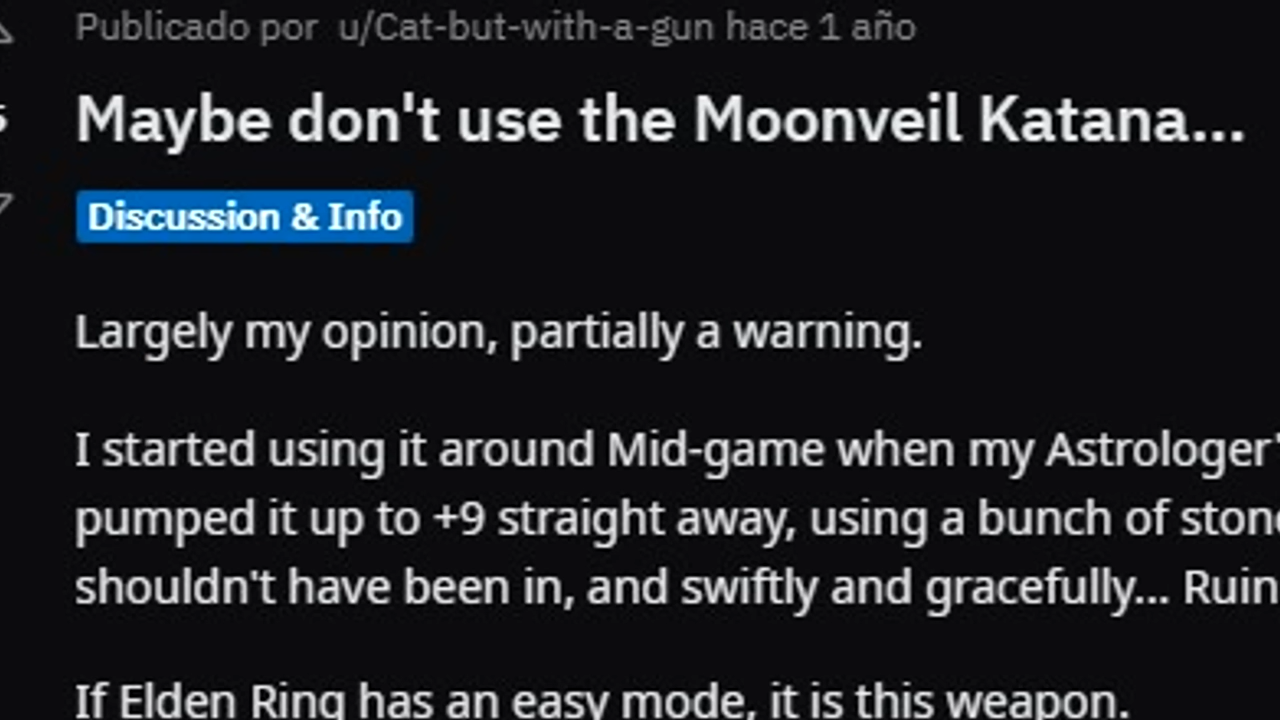 Publicado por u/Cat-but-with-a-gun hace 1 año
Maybe don't use the Moonveil Katana...
Discussion & Info
Largely my opinion, partially a warning.
I started using it around Mid-game when my Astrologer'
pumped it up to +9 straight away, using a bunch of
shouldn't have been in, and swiftly and gracefully...
If Elden Ring has an easy mode, it is this weapon.